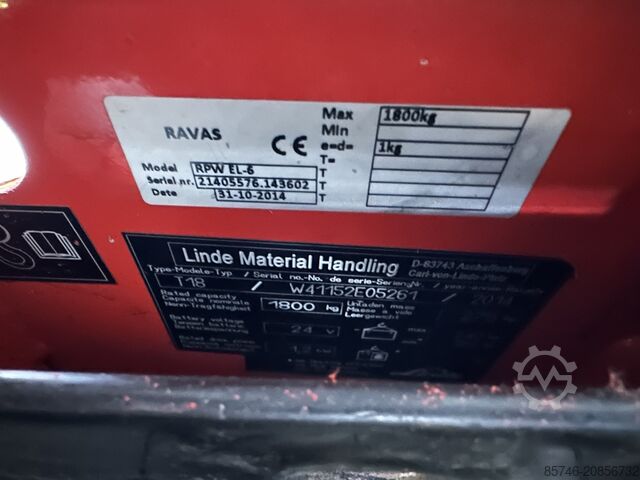 RAVAS
CE
Max 1800kg
Min
e=d= 1kg
T=
Model RPW EL-6 T
Serial nr. 21405576.143602 T
Date 31-10-2014 T
Linde Material Handling
D-63743 Aschaffenburg
Carl-von-Linde-Platz
Type-Modele-Typ / Serial no.-No. de serie-Seriennr. / year-annee-Baujahr
T18 / W41152E05261 / 2014
Rated capacity
Capacite nominale
Nenn-Tragfähigkeit
1800 kg
Unladen mass
Masse a vide
Leergewicht
Battery voltage
Tension batterie
Batteriespannung
24 v
max
85746-20856732